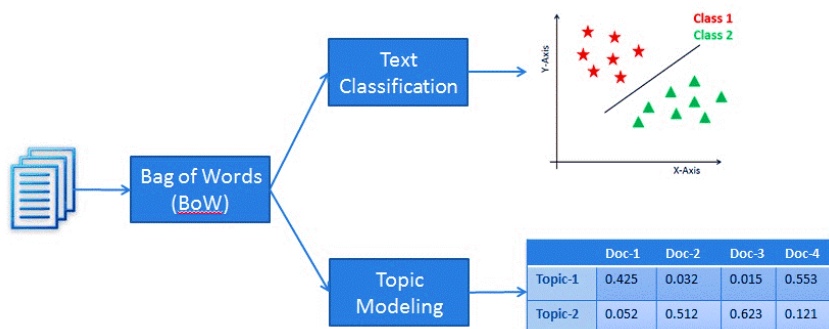 Text
Classification
Class 1
Class 2
Y-Axis
X-Axis
Bag of Words
(BoW)
Topic
Modeling
Doc-1 Doc-2 Doc-3 Doc-4
Topic-1 0.425 0.032 0.015 0.553
Topic-2 0.052 0.512 0.623 0.121